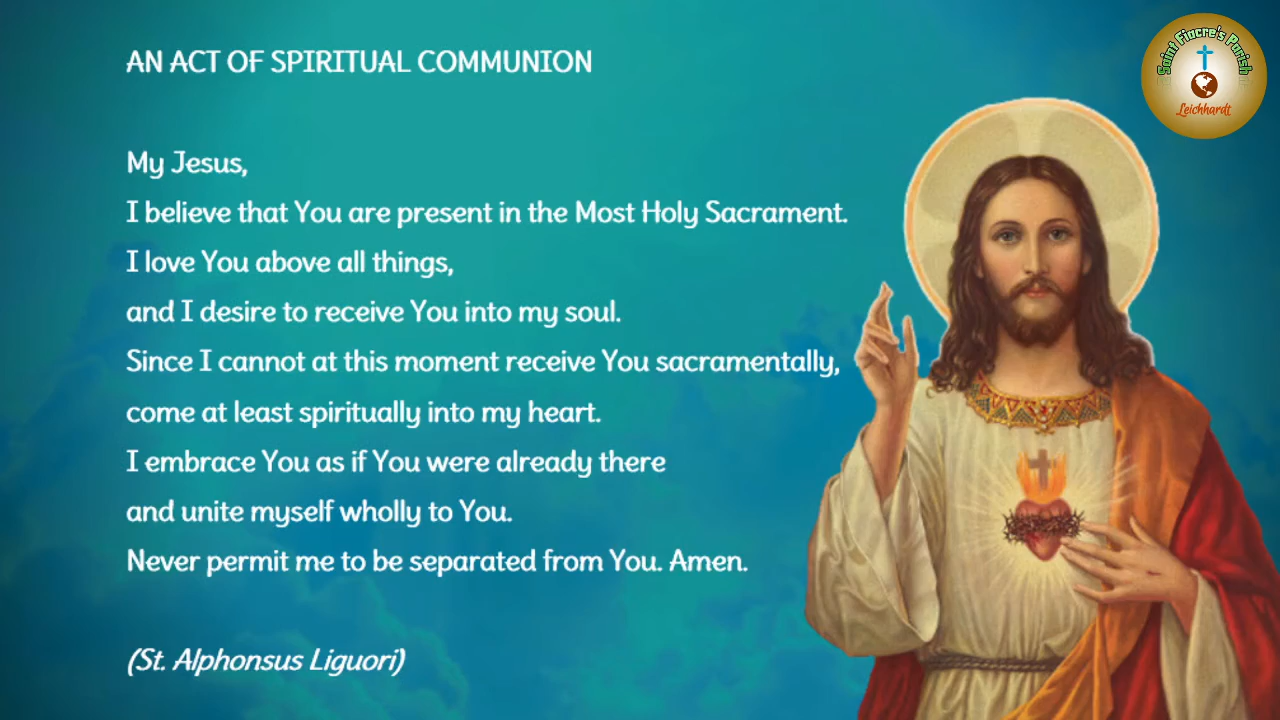 AN ACT OF SPIRITUAL COMMUNION
My Jesus,
I believe that You are present in the Most Holy Sacrament.
I love You above all things,
and I desire to receive You into my soul.
Since I cannot at this moment receive You sacramentally,
come at least spiritually into my heart.
I embrace You as if You were already there
and unite myself wholly to You.
Never permit me to be separated from You. Amen.
(St. Alphonsus Liguori)
Saint Fiacre's Parish
Leichhardt